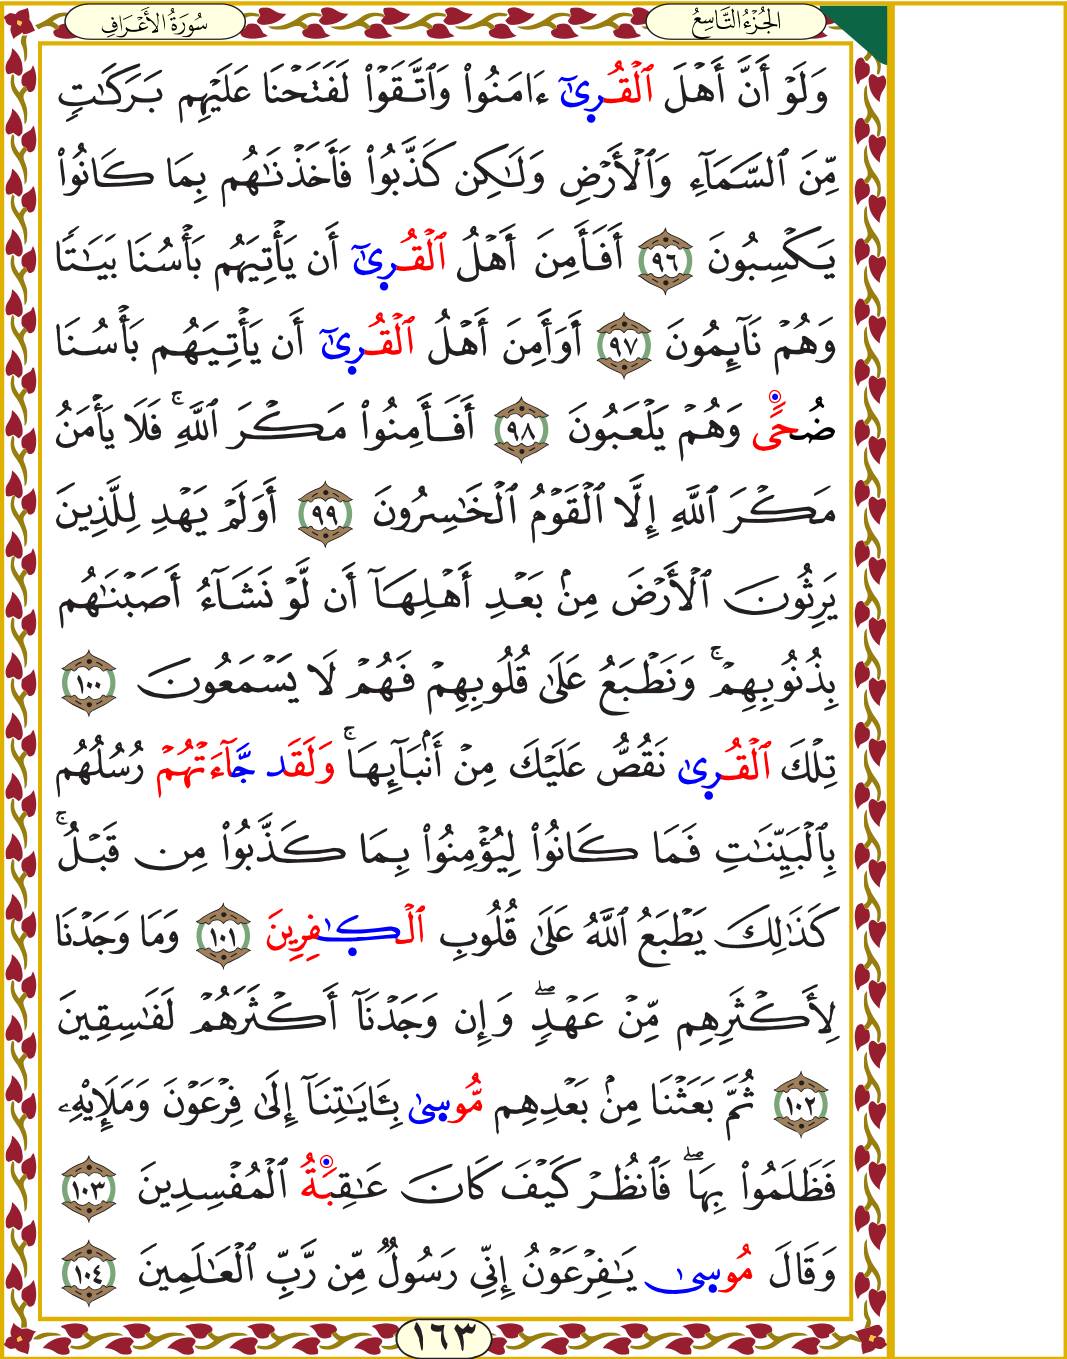 الجُزْءُ التَّاسِعُ
سُورَةُ الأَعْرَافِ
وَلَوۡ أَنَّ أَهۡلَ ٱلۡقُرِىٰٓ ءَامَنُواْ وَٱتَّقَوۡاْ لَفَتَحۡنَا عَلَيۡهِم بَرَكَٰتٖ
مِّنَ ٱلسَّمَآءِ وَٱلۡأَرۡضِ وَلَٰكِن كَذَّبُواْ فَأَخَذۡنَٰهُم بِمَا كَانُواْ
يَكۡسِبُونَ ٩٦ أَفَأَمِنَ أَهۡلُ ٱلۡقُرِىٰٓ أَن يَأۡتِيَهُم بَأۡسُنَا بَيَٰتٗا
وَهُمۡ نَآئِمُونَ ٩٧ أَوَأَمِنَ أَهۡلُ ٱلۡقُرِىٰٓ أَن يَأۡتِيَهُم بَأۡسُنَا
ضُحٗى وَهُمۡ يَلۡعَبُونَ ٩٨ أَفَأَمِنُواْ مَكۡرَ ٱللَّهِۚ فَلَا يَأۡمَنُ
مَكۡرَ ٱللَّهِ إِلَّا ٱلۡقَوۡمُ ٱلۡخَٰسِرُونَ ٩٩ أَوَلَمۡ يَهۡدِ لِلَّذِينَ
يَرِثُونَ ٱلۡأَرۡضَ مِنۢ بَعۡدِ أَهۡلِهَآ أَن لَّوۡ نَشَآءُ أَصَبۡنَٰهُم
بِذُنُوبِهِمۡۚ وَنَطۡبَعُ عَلَىٰ قُلُوبِهِمۡ فَهُمۡ لَا يَسۡمَعُونَ ١٠٠
تِلۡكَ ٱلۡقُرِىٰ نَقُصُّ عَلَيۡكَ مِنۡ أَنۢبَآئِهَاۚ وَلَقَد جَّآءَتۡهُمۡ رُسُلُهُم
بِٱلۡبَيِّنَٰتِ فَمَا كَانُواْ لِيُؤۡمِنُواْ بِمَا كَذَّبُواْ مِن قَبۡلُۚ
كَذَٰلِكَ يَطۡبَعُ ٱللَّهُ عَلَىٰ قُلُوبِ ٱلۡكِٰفِرِينَ ١٠١ وَمَا وَجَدۡنَا
لِأَكۡثَرِهِم مِّنۡ عَهۡدٖۖ وَإِن وَجَدۡنَآ أَكۡثَرَهُمۡ لَفَٰسِقِينَ
١٠٢ ثُمَّ بَعَثۡنَا مِنۢ بَعۡدِهِم مُّوسِىٰ بِـَٔايَٰتِنَآ إِلَىٰ فِرۡعَوۡنَ وَمَلَإِيْهِۦ
فَظَلَمُواْ بِهَاۖ فَٱنظُرۡ كَيۡفَ كَانَ عَٰقِبَةُ ٱلۡمُفۡسِدِينَ ١٠٣
وَقَالَ مُوسِىٰ يَٰفِرۡعَوۡنُ إِنِّي رَسُولٞ مِّن رَّبِّ ٱلۡعَٰلَمِينَ ١٠٤
١٦٣